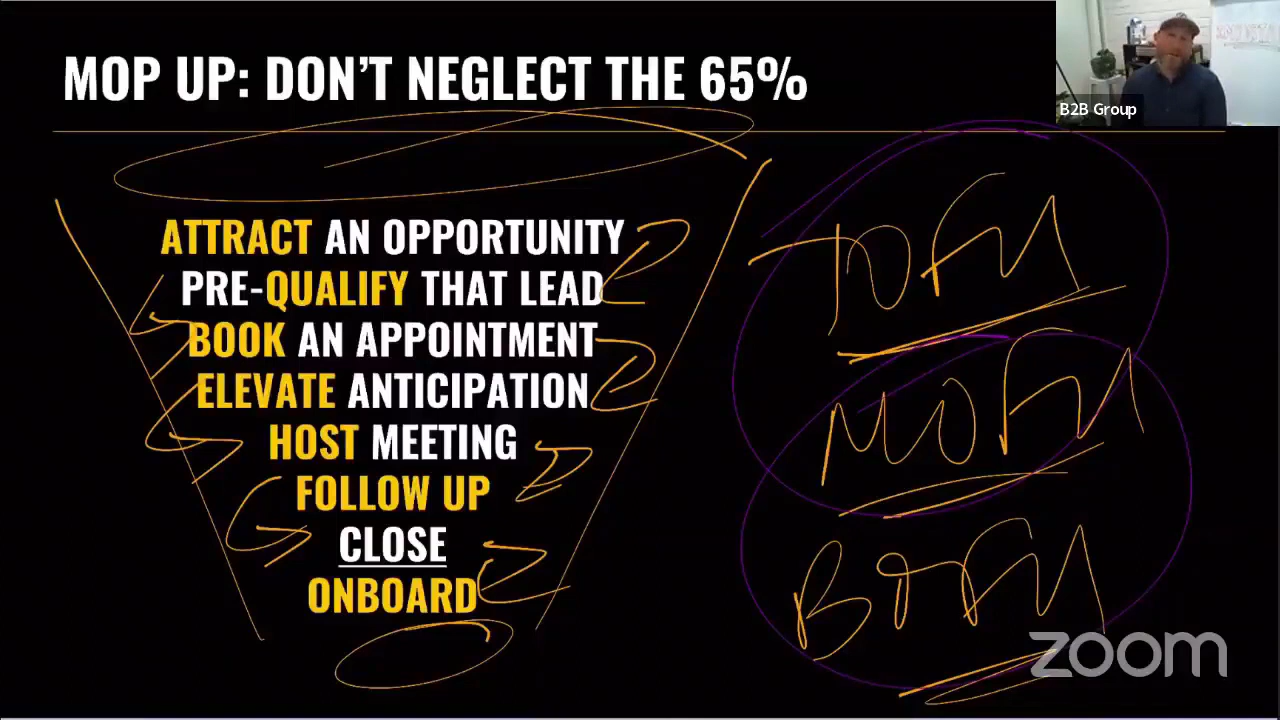 MOP UP: DON'T NEGLECT THE 65%
B2B Group
ATTRACT AN OPPORTUNITY
PRE-QUALIFY THAT LEAD
BOOK AN APPOINTMENT
ELEVATE ANTICIPATION
HOST MEETING
FOLLOW UP
CLOSE
ONBOARD
TOFU
MOFU
BOFU
zoom